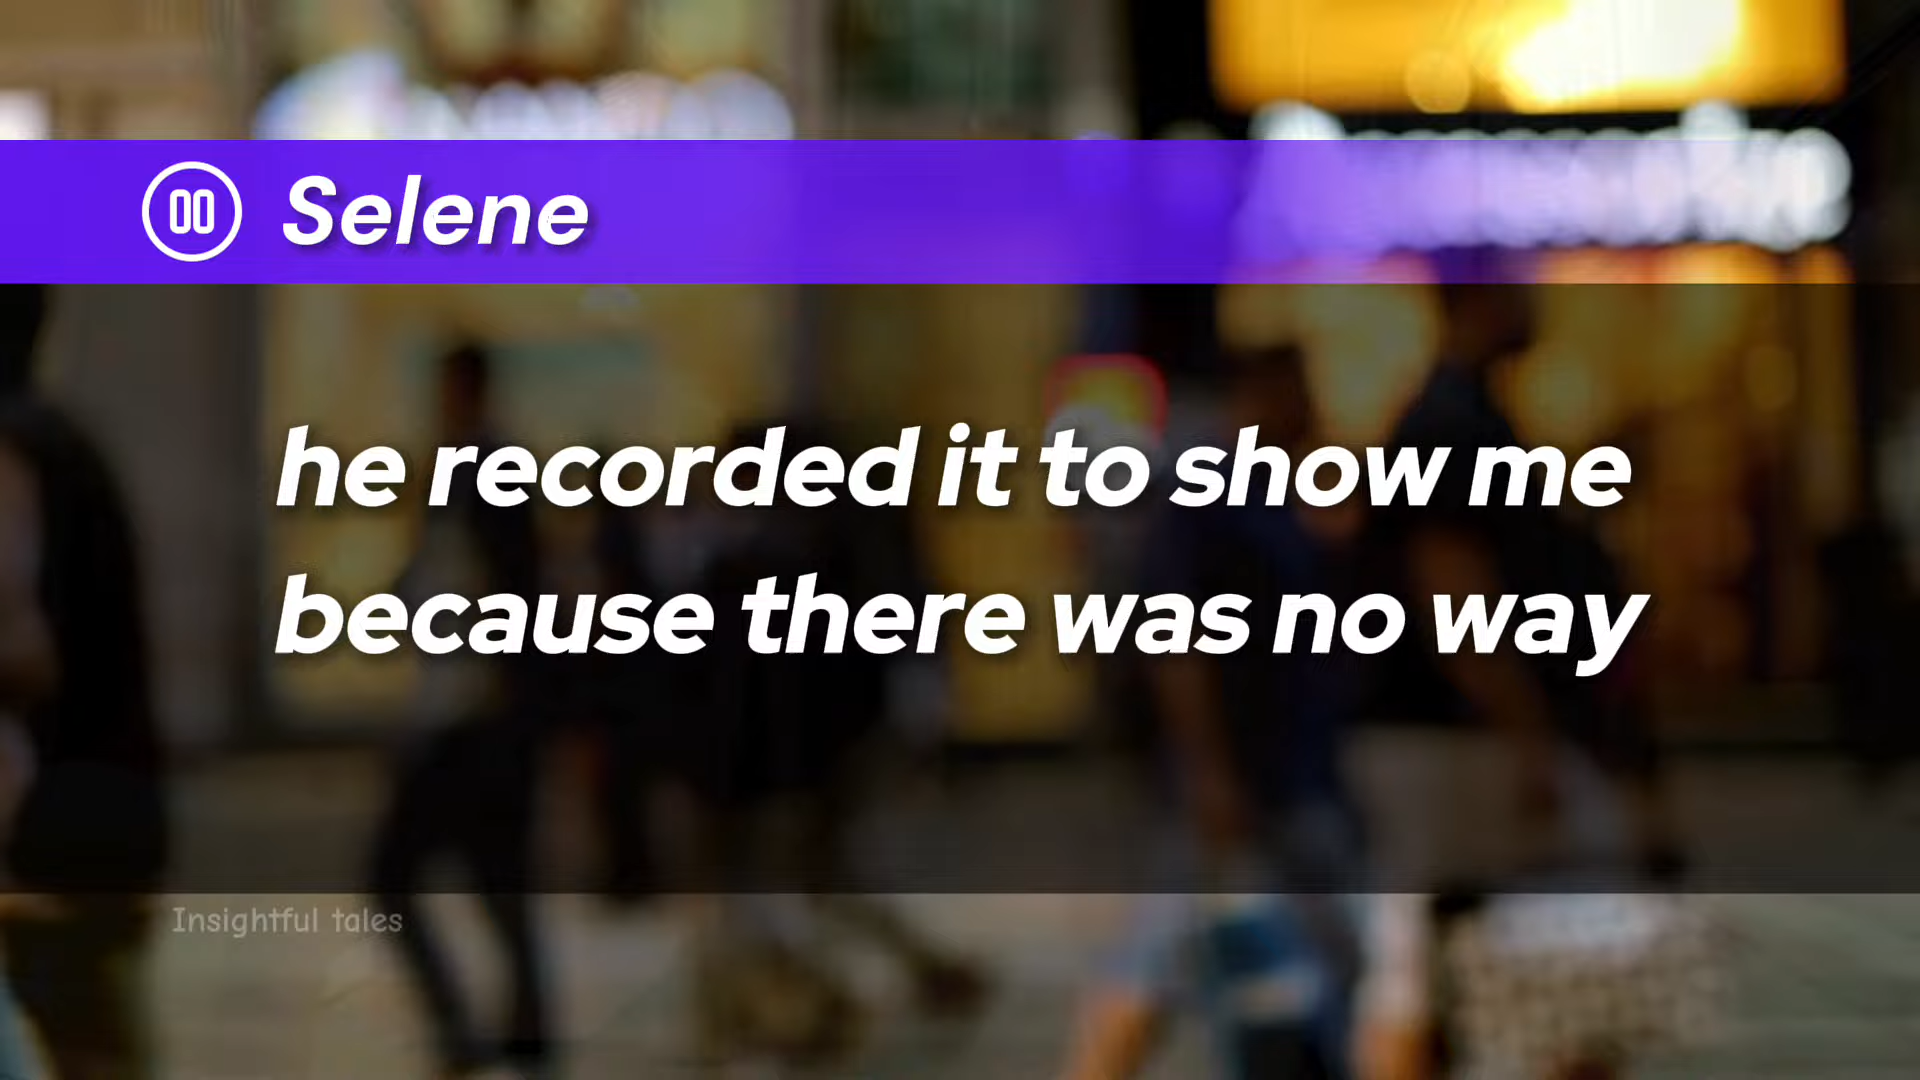 Selene
he recorded it to show me
because there was no way
Insightful tales